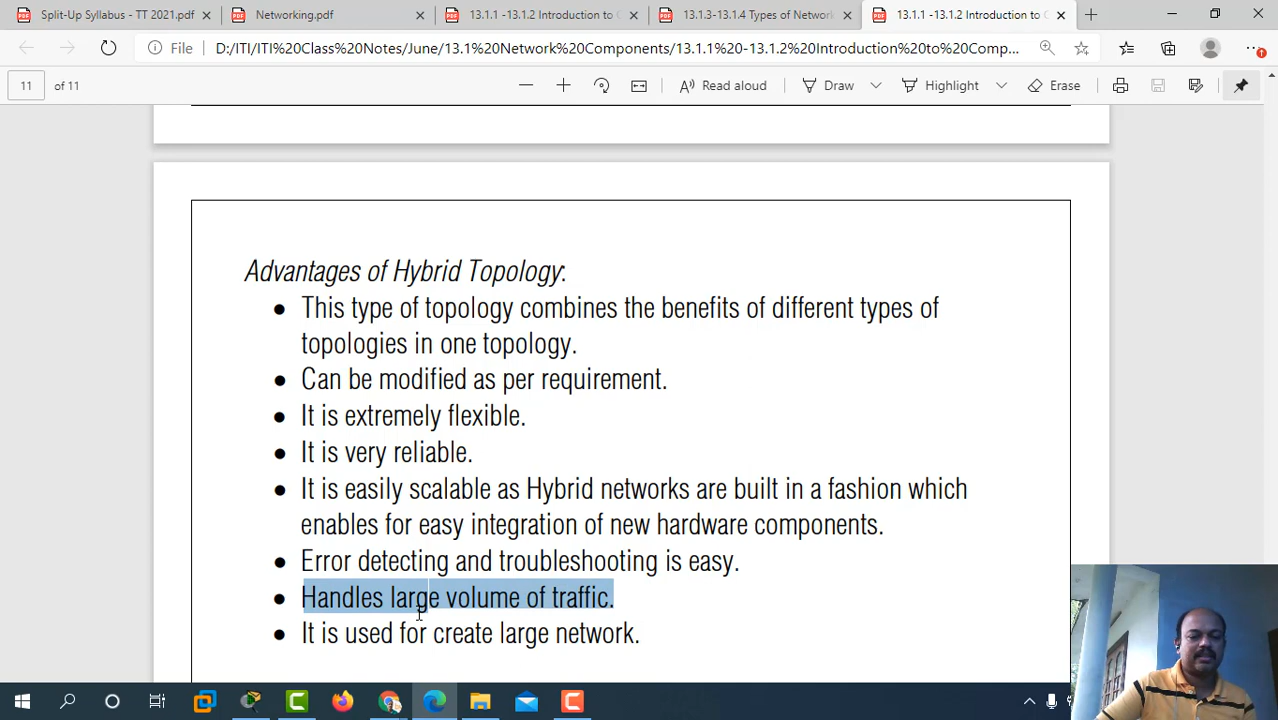 Split-Up Syllabus - TT 2021.pdf
Networking.pdf
13.1.1 -13.1.2 Introduction to C
13.1.3-13.1.4 Types of Network
13.1.1 -13.1.2 Introduction to C
File
D:/ITI/ITI%20Class%20Notes/June/13.1%20Network%20Components/13.1.1%20-13.1.2%20Introduction%20to%20Comp...
11 of 11
Read aloud
Draw
Highlight
Erase
Advantages of Hybrid Topology:
● This type of topology combines the benefits of different types of
topologies in one topology.
● Can be modified as per requirement.
● It is extremely flexible.
● It is very reliable.
● It is easily scalable as Hybrid networks are built in a fashion which
enables for easy integration of new hardware components.
● Error detecting and troubleshooting is easy.
● Handles large volume of traffic.
● It is used for create large network.